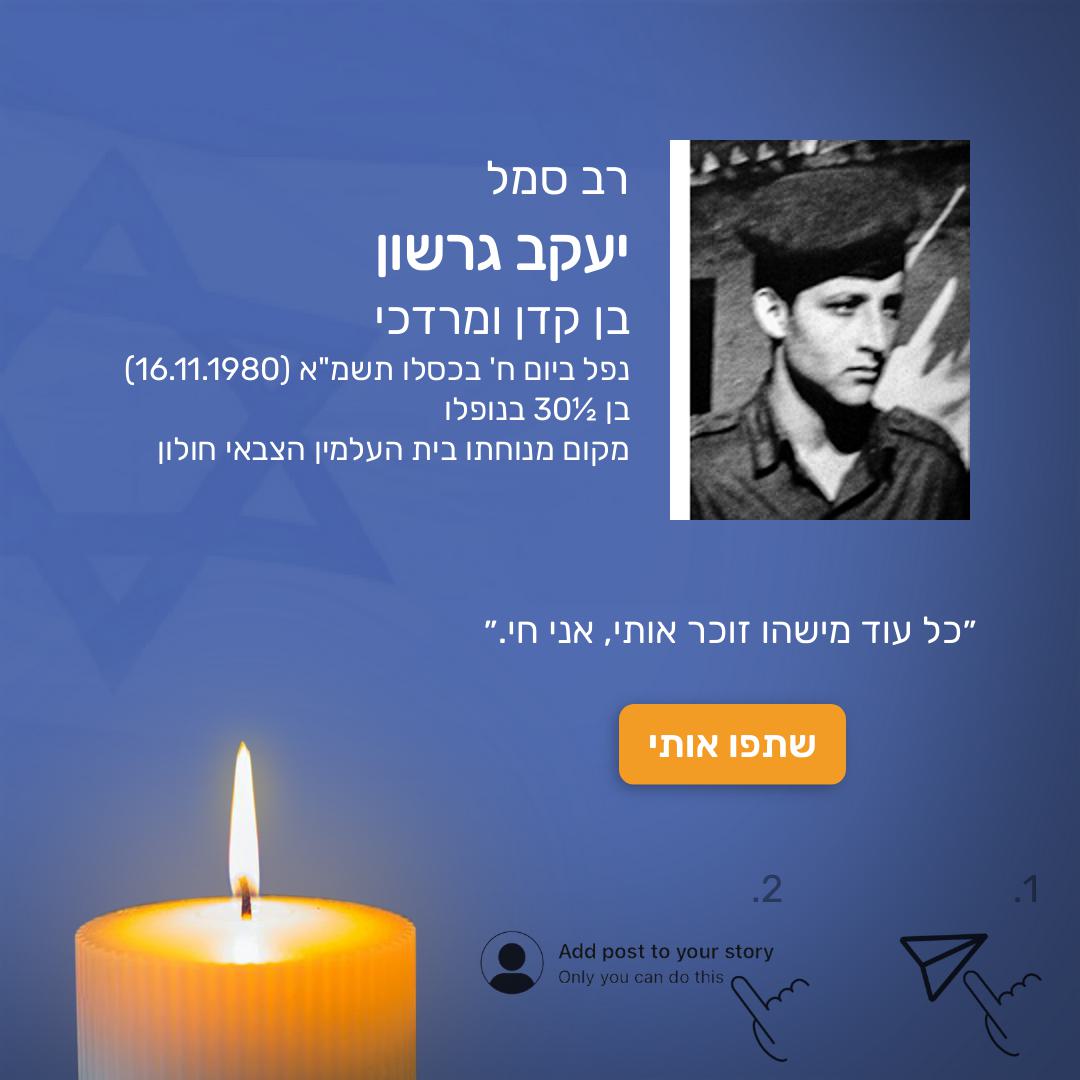 רב סמל
יעקב גרשון
בן קדן ומרדכי
נפל ביום ח' בכסלו תשמ"א (16.11.1980)
בן 30½ בנופלו
מקום מנוחתו בית העלמין הצבאי חולון
״כל עוד מישהו זוכר אותי, אני חי.״
שתפו אותי
.1
.2
Add post to your story
Only you can do this